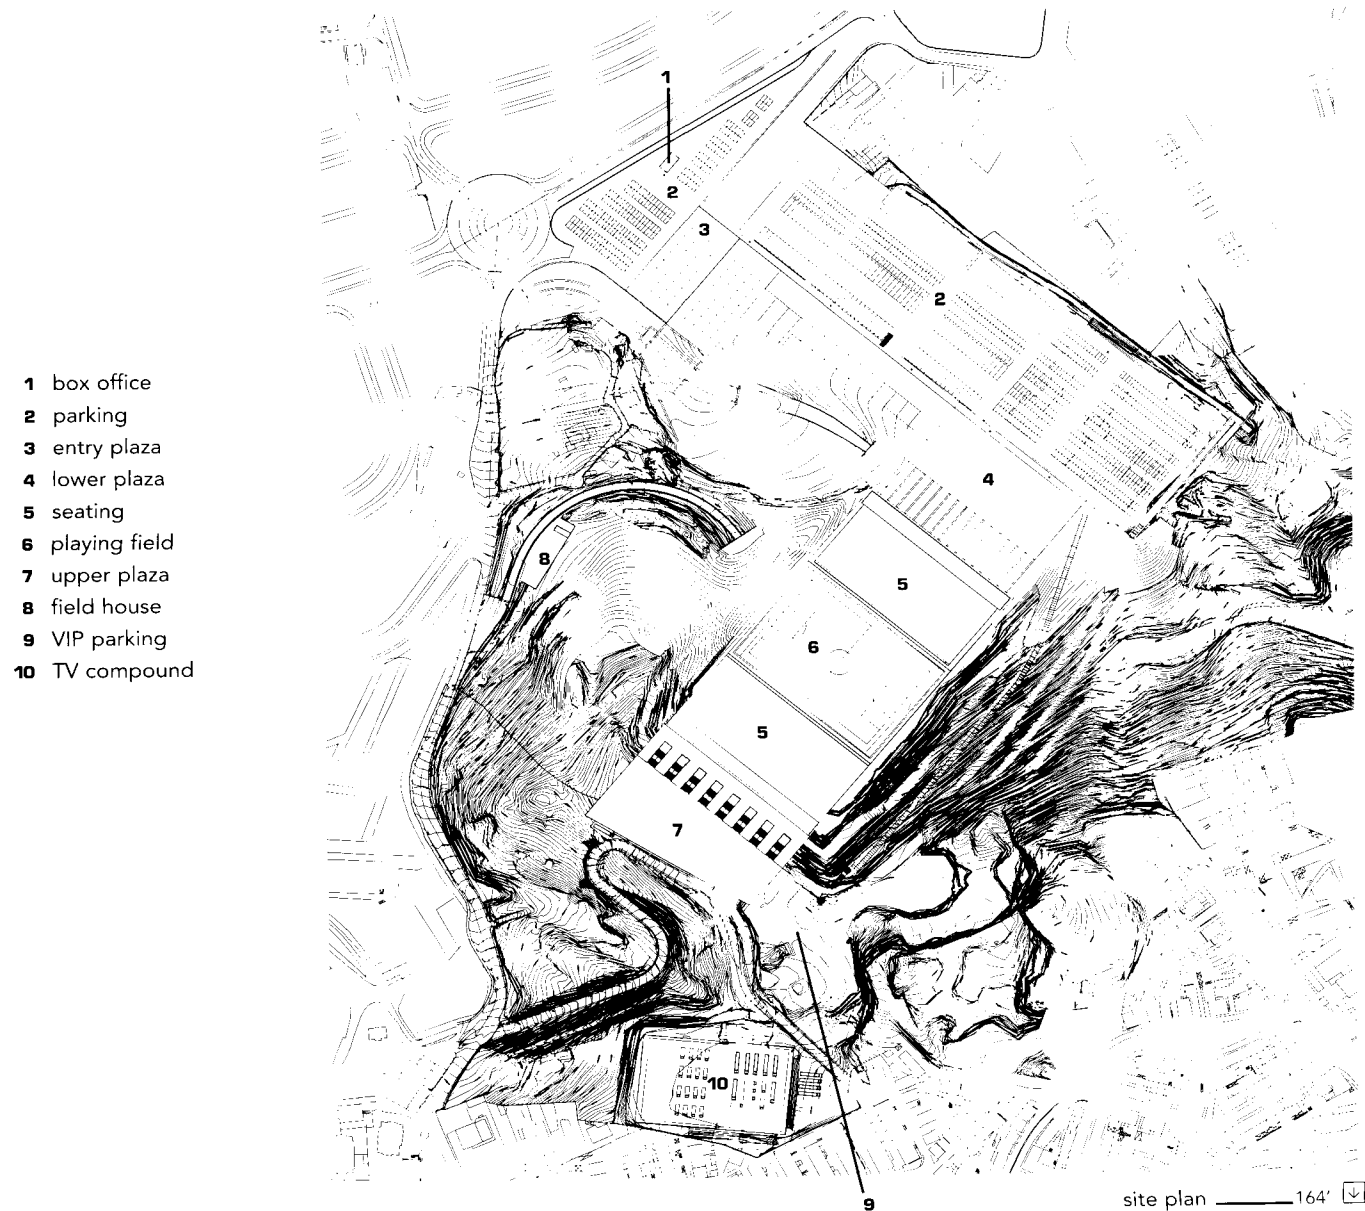 1 box office
2 parking
3 entry plaza
4 lower plaza
5 seating
6 playing field
7 upper plaza
8 field house
9 VIP parking
10 TV compound
1
2
3
2
4
8
5
6
5
7
10
9
site plan 164'